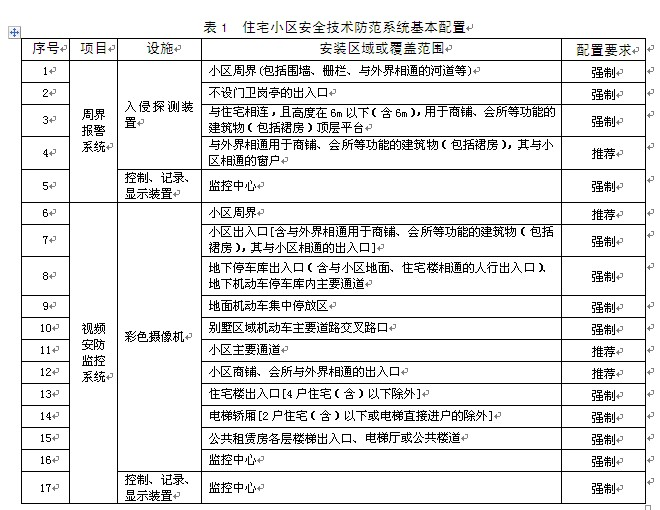 表 1 住宅小区安全技术防范系统基本配置
序号 项目 设施 安装区域或覆盖范围 配置要求
1 周界报警系统 入侵探测装置 小区周界(包括围墙、栅栏、与外界相通的河道等) 强制
2 不设门卫岗亭的出入口 强制
3 与住宅相连,且高度在 6m 以下(含 6m),用于商铺、会所等功能的建筑物(包括裙房)顶层平台 强制
4 与外界相通用于商铺、会所等功能的建筑物(包括裙房),其与小区相通的窗户 推荐
5 控制、记录、显示装置 监控中心 强制
6 视频安防监控系统 彩色摄像机 小区周界 推荐
7 小区出入口[含与外界相通用于商铺、会所等功能的建筑物(包括裙房),其与小区相通的出入口] 强制
8 地下停车库出入口(含与小区地面、住宅楼相通的人行出入口)、地下机动车停车库内主要通道 强制
9 地面机动车集中停放区 强制
10 别墅区域机动车主要道路交叉路口 强制
11 小区主要通道 推荐
12 小区商铺、会所与外界相通的出入口 推荐
13 住宅楼出入口[4 户住宅(含)以下除外] 强制
14 电梯轿厢[2 户住宅(含)以下或电梯直接进户的除外] 强制
15 公共租赁房各层楼梯出入口、电梯厅或公共楼道 强制
16 监控中心 强制
17 控制、记录、显示装置 监控中心 强制